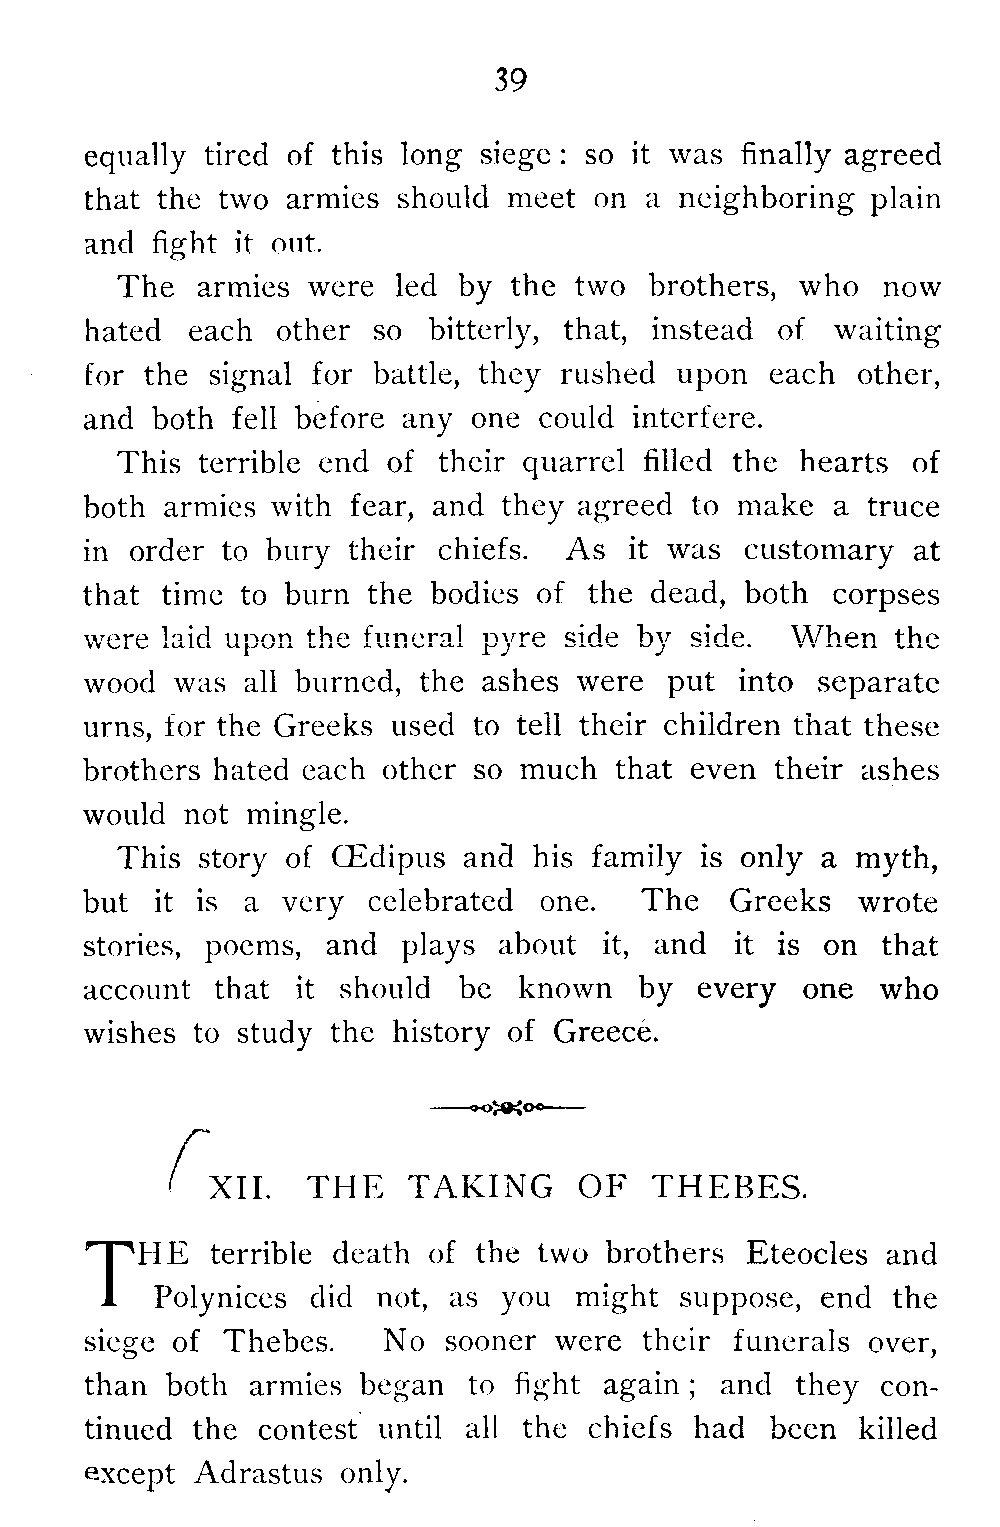 39
equally tired of this long siege : so it was finally agreed
that the two armies should meet on a neighboring plain
and fight it out.
The armies were led by the two brothers, who now
hated each other so bitterly, that, instead of waiting
for the signal for battle, they rushed upon each other,
and both fell before any one could interfere.
This terrible end of their quarrel filled the hearts of
both armies with fear, and they agreed to make a truce
in order to bury their chiefs. As it was customary at
that time to burn the bodies of the dead, both corpses
were laid upon the funeral pyre side by side. When the
wood was all burned, the ashes were put into separate
urns, for the Greeks used to tell their children that these
brothers hated each other so much that even their ashes
would not mingle.
This story of Œdipus and his family is only a myth,
but it is a very celebrated one. The Greeks wrote
stories, poems, and plays about it, and it is on that
account that it should be known by every one who
wishes to study the history of Greece.
XII. THE TAKING OF THEBES.
THE terrible death of the two brothers Eteocles and
Polynices did not, as you might suppose, end the
siege of Thebes. No sooner were their funerals over,
than both armies began to fight again ; and they con-
tinued the contest until all the chiefs had been killed
except Adrastus only.